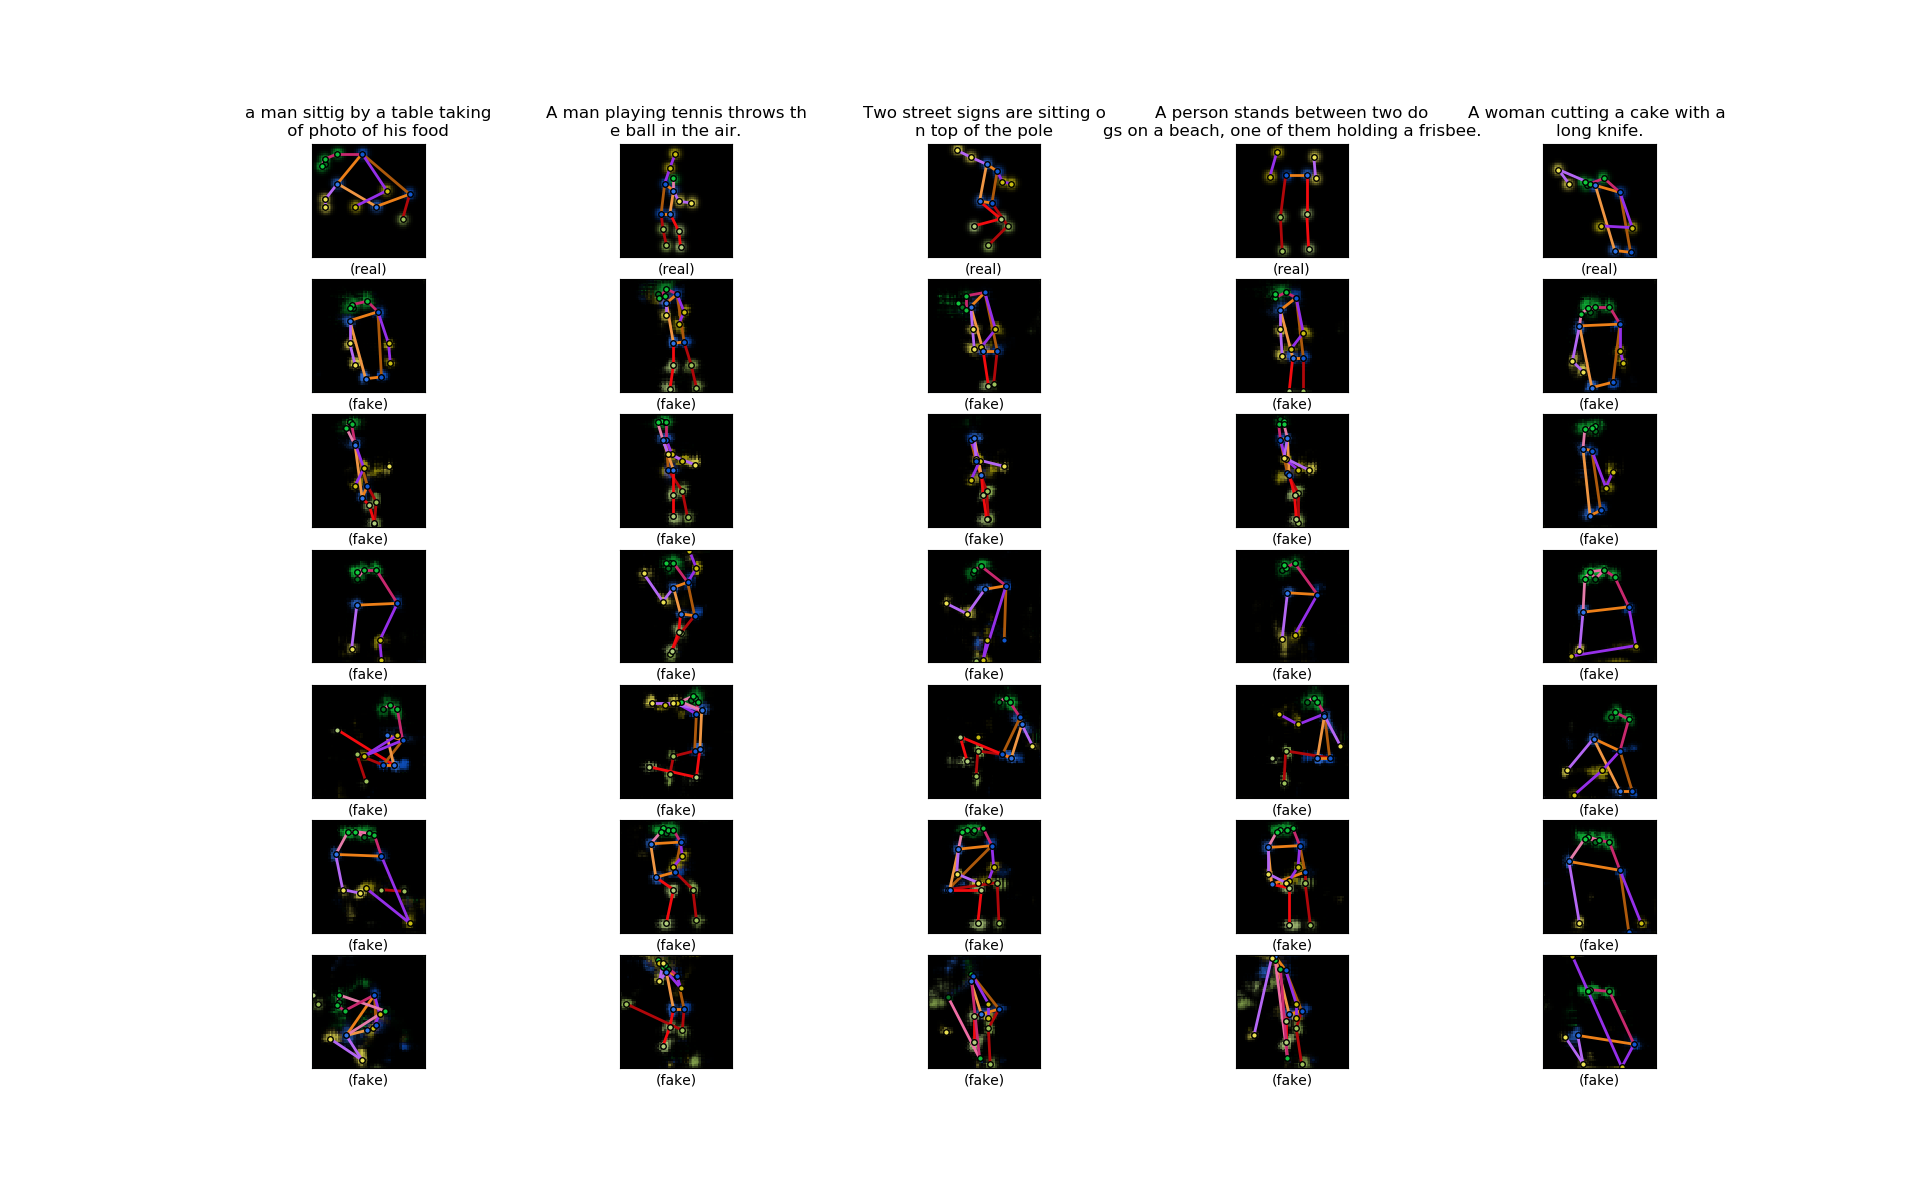 a man sittig by a table taking
of photo of his food
A man playing tennis throws th
e ball in the air.
Two street signs are sitting o
n top of the pole
A person stands between two do
gs on a beach, one of them holding a frisbee.
A woman cutting a cake with a
long knife.
(real) (real) (real) (real) (real)
(fake) (fake) (fake) (fake) (fake)
(fake) (fake) (fake) (fake) (fake)
(fake) (fake) (fake) (fake) (fake)
(fake) (fake) (fake) (fake) (fake)
(fake) (fake) (fake) (fake) (fake)
(fake) (fake) (fake) (fake) (fake)